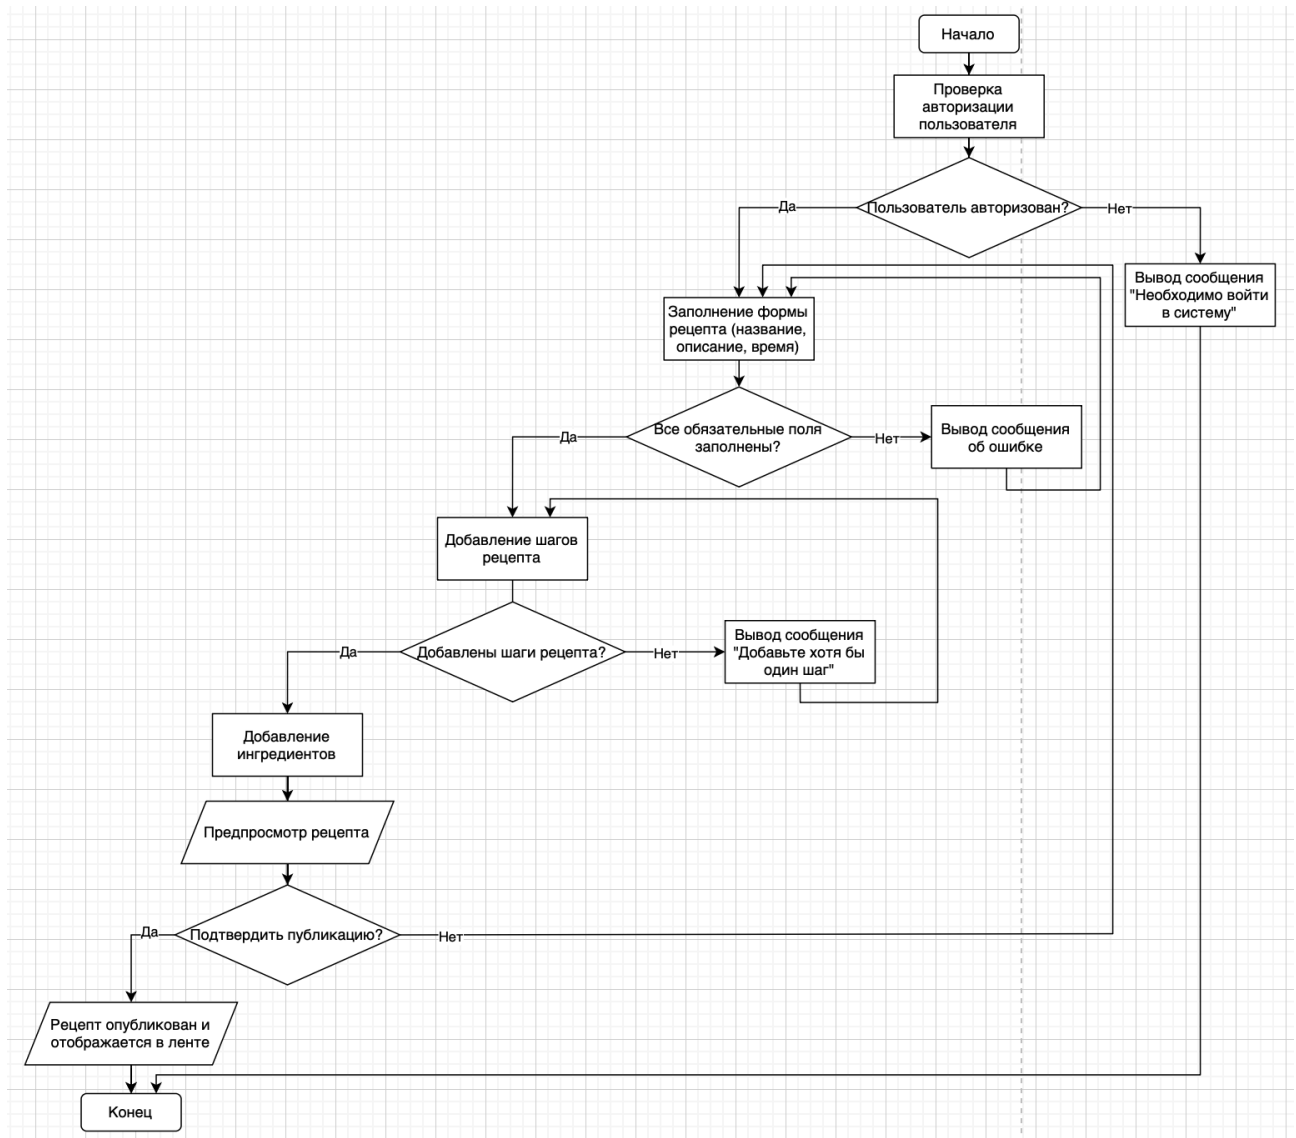 Начало
Проверка
авторизации
пользователя
Пользователь авторизован?
Да
Нет
Вывод сообщения
"Необходимо войти
в систему"
Заполнение формы
рецепта (название,
описание, время)
Все обязательные поля
заполнены?
Да
Нет
Вывод сообщения
об ошибке
Добавление шагов
рецепта
Добавлены шаги рецепта?
Да
Нет
Вывод сообщения
"Добавьте хотя бы
один шаг"
Добавление
ингредиентов
Предпросмотр рецепта
Подтвердить публикацию?
Да
Нет
Рецепт опубликован и
отображается в ленте
Конец